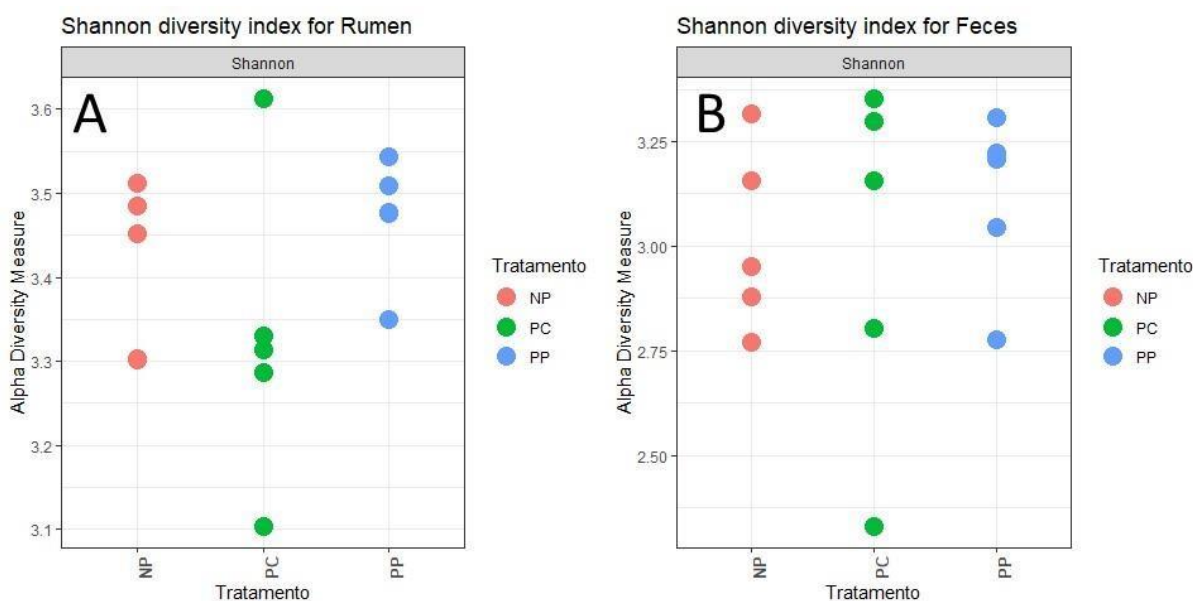 Shannon diversity index for Rumen
Shannon
A
3.6
3.5
3.4
3.3
3.2
3.1
Alpha Diversity Measure
NP
PC
PP
Tratamento
Tratamento
NP
PC
PP
Shannon diversity index for Feces
Shannon
B
3.25
3.00
2.75
2.50
Alpha Diversity Measure
NP
PC
PP
Tratamento
Tratamento
NP
PC
PP